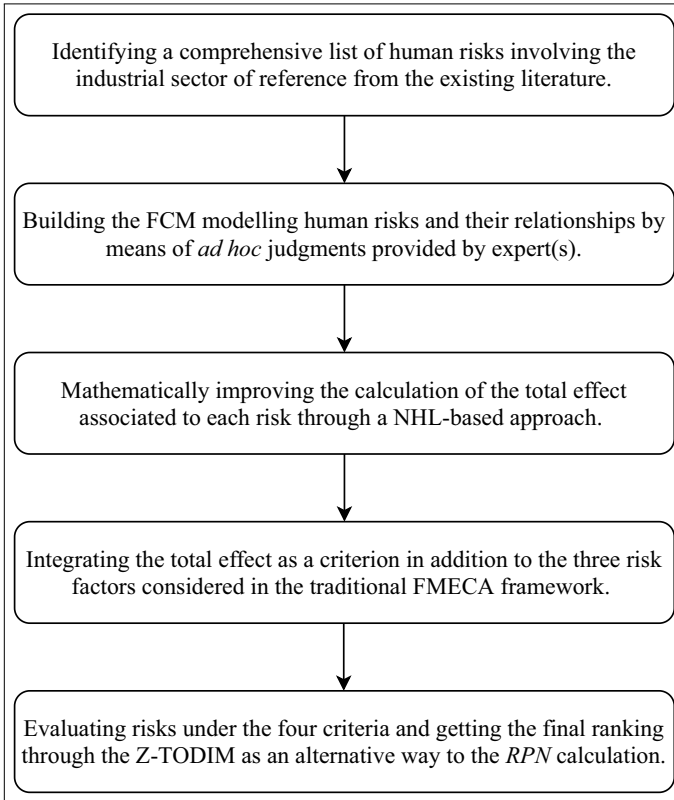 Identifying a comprehensive list of human risks involving the
industrial sector of reference from the existing literature.
Building the FCM modelling human risks and their relationships by
means of ad hoc judgments provided by expert(s).
Mathematically improving the calculation of the total effect
associated to each risk through a NHL-based approach.
Integrating the total effect as a criterion in addition to the three risk
factors considered in the traditional FMECA framework.
Evaluating risks under the four criteria and getting the final ranking
through the Z-TODIM as an alternative way to the RPN calculation.